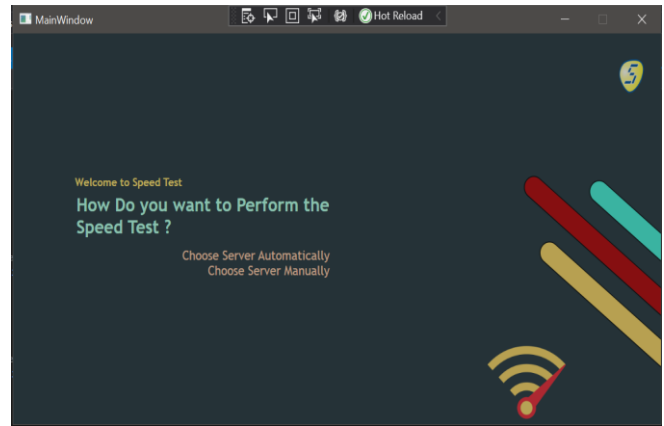 MainWindow
Hot Reload
S
Welcome to Speed Test
How Do you want to Perform the
Speed Test ?
Choose Server Automatically
Choose Server Manually